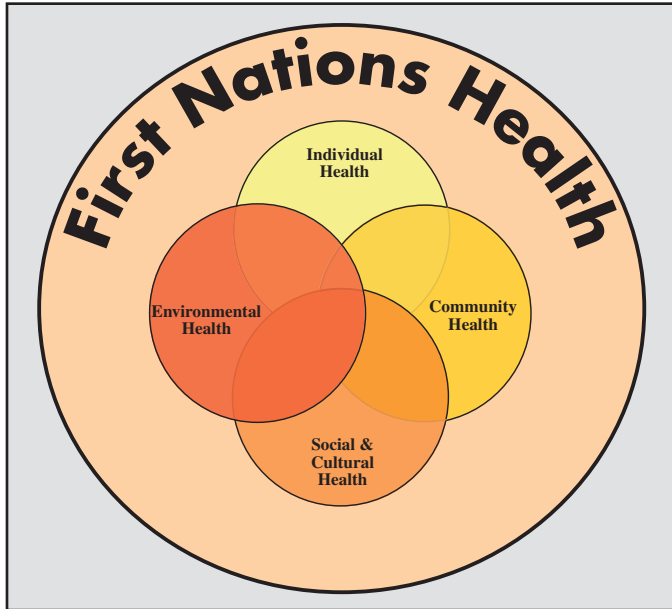 First Nations Health
Individual
Health
Environmental
Health
Community
Health
Social &
Cultural
Health